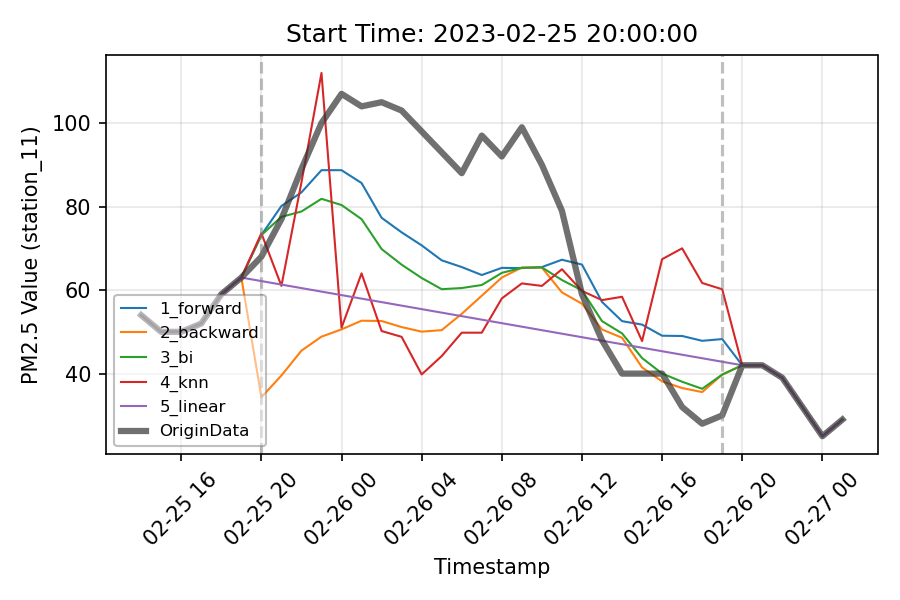 Start Time: 2023-02-25 20:00:00
PM2.5 Value (station_11)
100
80
60
40
1_forward
2_backward
3_bi
4_knn
5_linear
OriginData
02-25 16
02-25 20
02-26 00
02-26 04
02-26 08
02-26 12
02-26 16
02-26 20
02-27 00
Timestamp